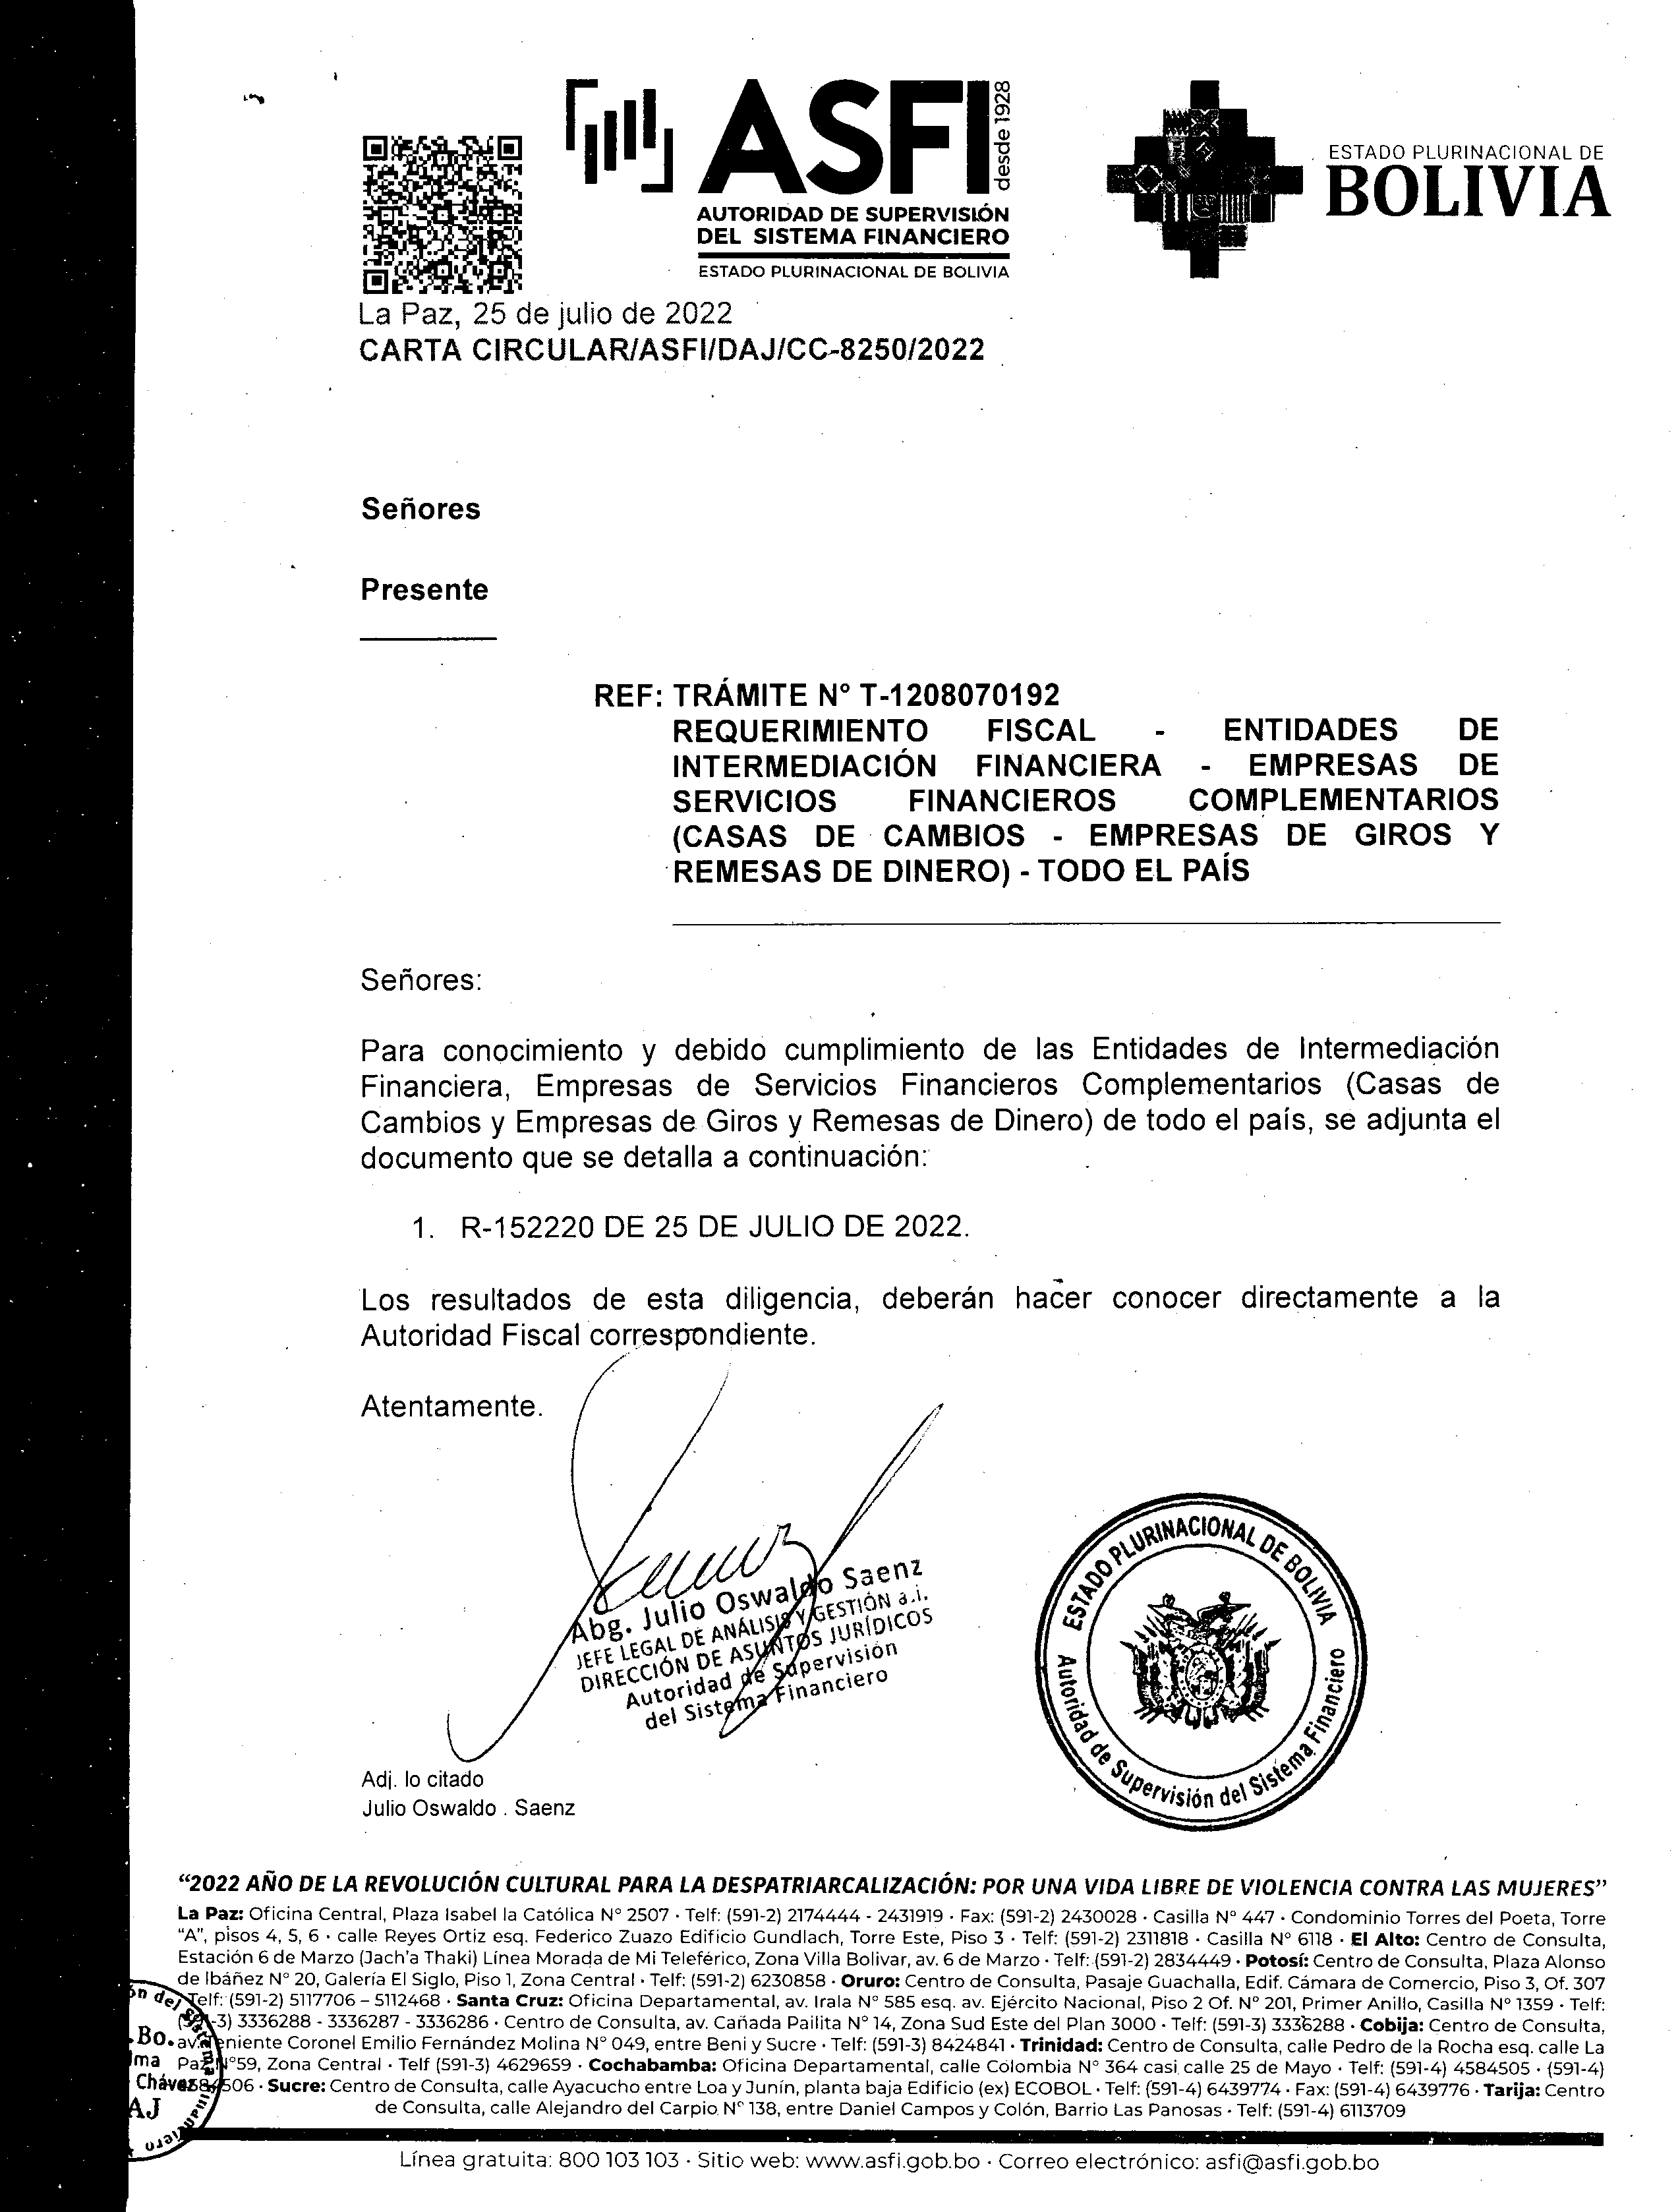 ASFI
desde 1928
AUTORIDAD DE SUPERVISIÓN
DEL SISTEMA FINANCIERO
ESTADO PLURINACIONAL DE BOLIVIA
ESTADO PLURINACIONAL DE
BOLIVIA
La Paz, 25 de julio de 2022
CARTA CIRCULAR/ASFI/DAJ/CC-8250/2022
Señores
Presente
REF: TRÁMITE N° T-1208070192
REQUERIMIENTO FISCAL - ENTIDADES DE
INTERMEDIACIÓN FINANCIERA - EMPRESAS DE
SERVICIOS FINANCIEROS COMPLEMENTARIOS
(CASAS DE CAMBIOS - EMPRESAS DE GIROS Y
REMESAS DE DINERO) - TODO EL PAÍS
Señores:
Para conocimiento y debido cumplimiento de las Entidades de Intermediación
Financiera, Empresas de Servicios Financieros Complementarios (Casas de
Cambios y Empresas de Giros y Remesas de Dinero) de todo el país, se adjunta el
documento que se detalla a continuación:
1. R-152220 DE 25 DE JULIO DE 2022.
Los resultados de esta diligencia, deberán hacer conocer directamente a la
Autoridad Fiscal correspondiente.
Atentamente.
Abg. Julio Oswaldo Saenz
JEFE LEGAL DE ANÁLISIS Y GESTIÓN a.i.
DIRECCIÓN DE ASUNTOS JURÍDICOS
Autoridad de Supervisión
del Sistema Financiero
ESTADO PLURINACIONAL DE BOLIVIA
Autoridad de Supervisión del Sistema Financiero
Adj. lo citado
Julio Oswaldo . Saenz
“2022 AÑO DE LA REVOLUCIÓN CULTURAL PARA LA DESPATRIARCALIZACIÓN: POR UNA VIDA LIBRE DE VIOLENCIA CONTRA LAS MUJERES”
La Paz: Oficina Central, Plaza Isabel la Católica N° 2507 · Telf: (591-2) 2174444 - 2431919 · Fax: (591-2) 2430028 · Casilla N° 447 · Condominio Torres del Poeta, Torre
“A”, pisos 4, 5, 6 · calle Reyes Ortiz esq. Federico Zuazo Edificio Gundlach, Torre Este, Piso 3 · Telf: (591-2) 2311818 · Casilla N° 6118 · El Alto: Centro de Consulta,
Estación 6 de Marzo (Jach’a Thaki) Línea Morada de Mi Teleférico, Zona Villa Bolivar, av. 6 de Marzo · Telf: (591-2) 2834449 · Potosí: Centro de Consulta, Plaza Alonso
de Ibáñez N° 20, Galería El Siglo, Piso 1, Zona Central · Telf: (591-2) 6230858 · Oruro: Centro de Consulta, Pasaje Guachalla, Edif. Cámara de Comercio, Piso 3, Of. 307
Telf: (591-2) 5117706 – 5112468 · Santa Cruz: Oficina Departamental, av. Irala N° 585 esq. av. Ejército Nacional, Piso 2 Of. N° 201, Primer Anillo, Casilla N° 1359 · Telf:
-3) 3336288 - 3336287 - 3336286 · Centro de Consulta, av. Cañada Pailita N° 14, Zona Sud Este del Plan 3000 · Telf: (591-3) 3336288 · Cobija: Centro de Consulta,
av. Teniente Coronel Emilio Fernández Molina N° 049, entre Beni y Sucre · Telf: (591-3) 8424841 · Trinidad: Centro de Consulta, calle Pedro de la Rocha esq. calle La
Paz N°59, Zona Central · Telf (591-3) 4629659 · Cochabamba: Oficina Departamental, calle Colombia N° 364 casi calle 25 de Mayo · Telf: (591-4) 4584505 · (591-4)
4584506 · Sucre: Centro de Consulta, calle Ayacucho entre Loa y Junín, planta baja Edificio (ex) ECOBOL · Telf: (591-4) 6439774 · Fax: (591-4) 6439776 · Tarija: Centro
de Consulta, calle Alejandro del Carpio N° 138, entre Daniel Campos y Colón, Barrio Las Panosas · Telf: (591-4) 6113709
Bo.
ma
Chávez
AJ
Línea gratuita: 800 103 103 · Sitio web: www.asfi.gob.bo · Correo electrónico: asfi@asfi.gob.bo